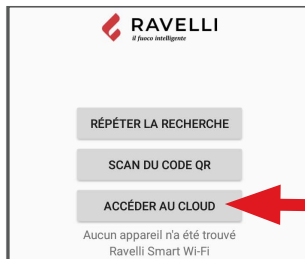 RAVELLI
il fuoco intelligente
RÉPÉTER LA RECHERCHE
SCAN DU CODE QR
ACCÉDER AU CLOUD
Aucun appareil n'a été trouvé
Ravelli Smart Wi-Fi